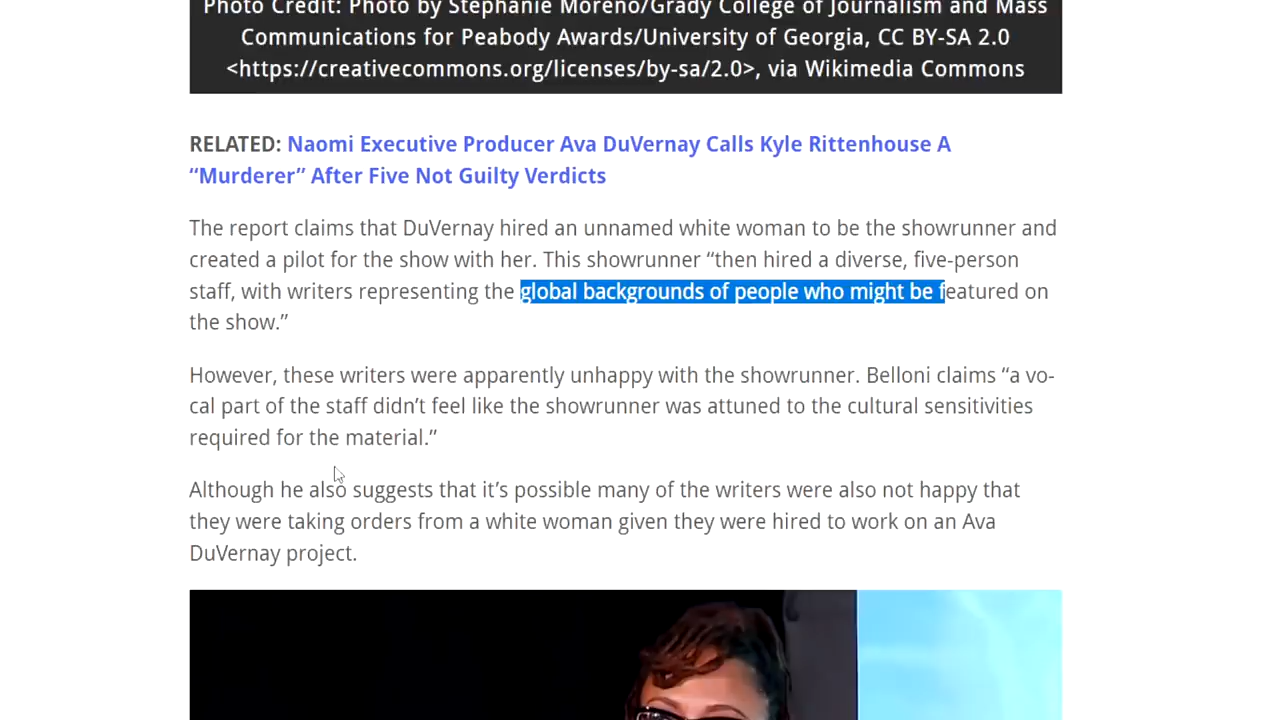 Photo Credit: Photo by Stephanie Moreno/Grady College of Journalism and Mass
Communications for Peabody Awards/University of Georgia, CC BY-SA 2.0
<https://creativecommons.org/licenses/by-sa/2.0>, via Wikimedia Commons
RELATED: Naomi Executive Producer Ava DuVernay Calls Kyle Rittenhouse A
“Murderer” After Five Not Guilty Verdicts
The report claims that DuVernay hired an unnamed white woman to be the showrunner and
created a pilot for the show with her. This showrunner “then hired a diverse, five-person
staff, with writers representing the global backgrounds of people who might be featured on
the show.”
However, these writers were apparently unhappy with the showrunner. Belloni claims “a vo-
cal part of the staff didn’t feel like the showrunner was attuned to the cultural sensitivities
required for the material.”
Although he also suggests that it’s possible many of the writers were also not happy that
they were taking orders from a white woman given they were hired to work on an Ava
DuVernay project.